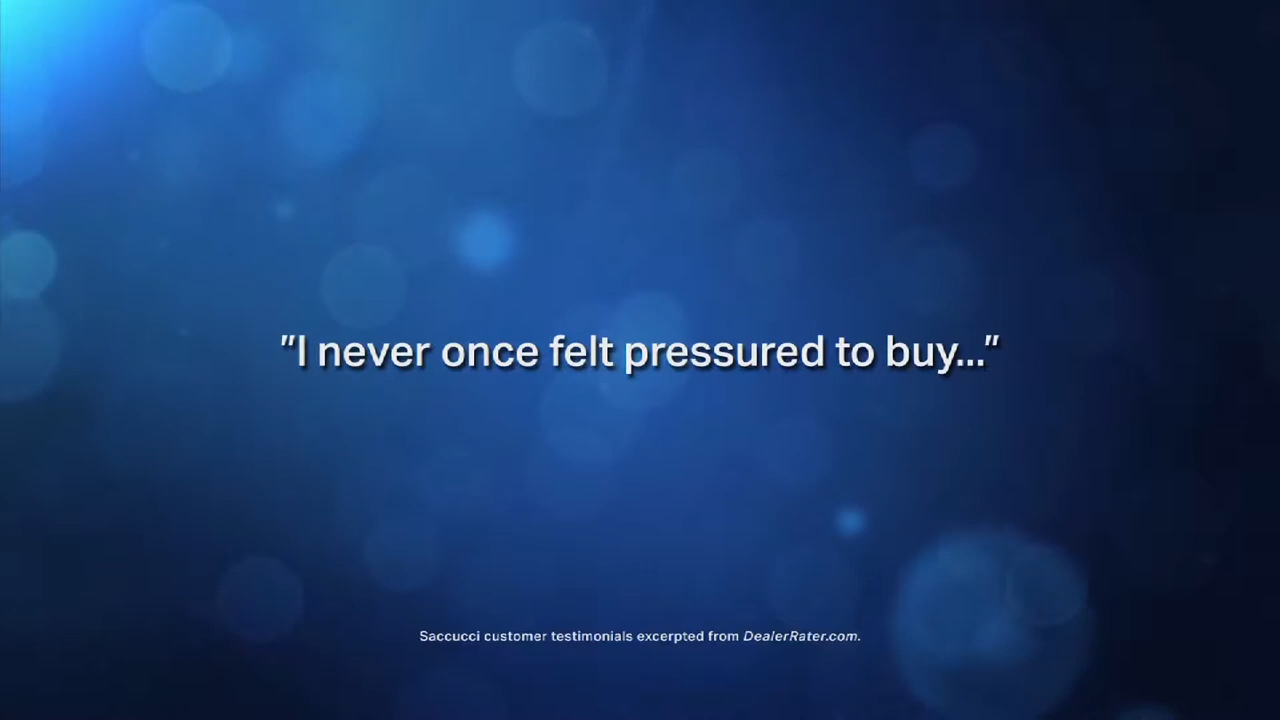 "I never once felt pressured to buy..."
Saccucci customer testimonials excerpted from DealerRater.com.